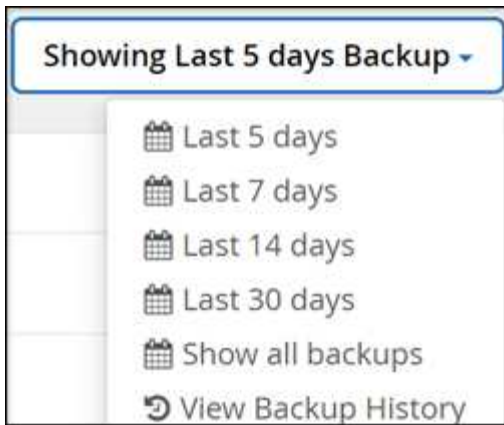 Showing Last 5 days Backup
Last 5 days
Last 7 days
Last 14 days
Last 30 days
Show all backups
View Backup History